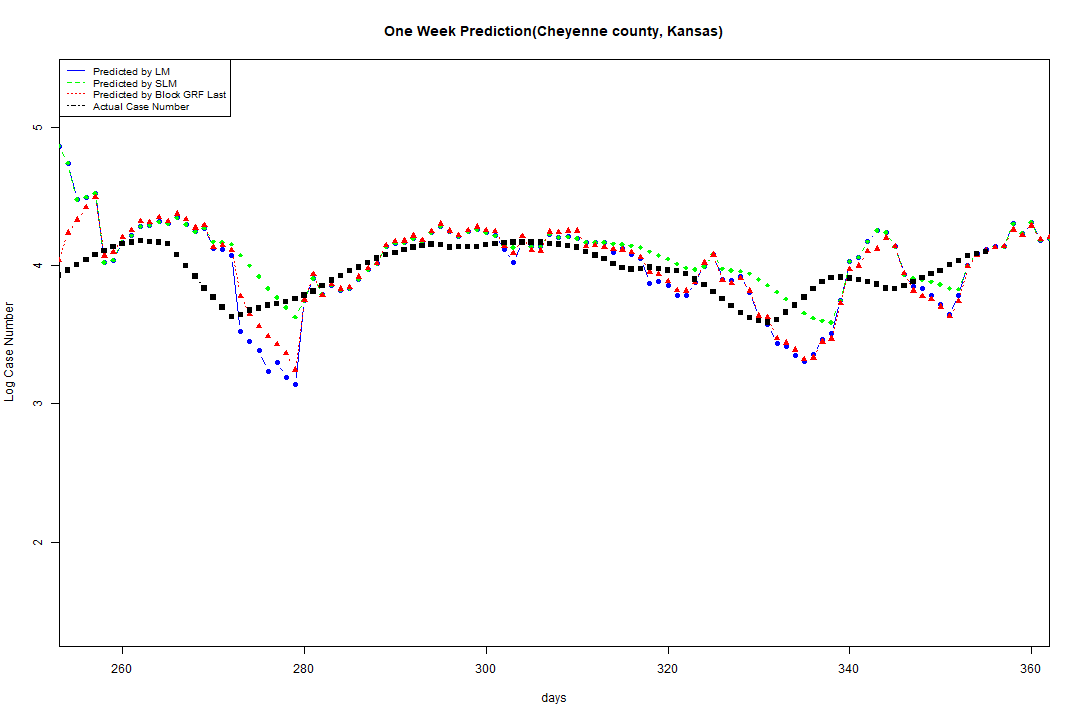 One Week Prediction(Cheyenne county, Kansas)
Predicted by LM
Predicted by SLM
Predicted by Block GRF Last
Actual Case Number
5
4
3
2
Log Case Number
260 280 300 320 340 360
days